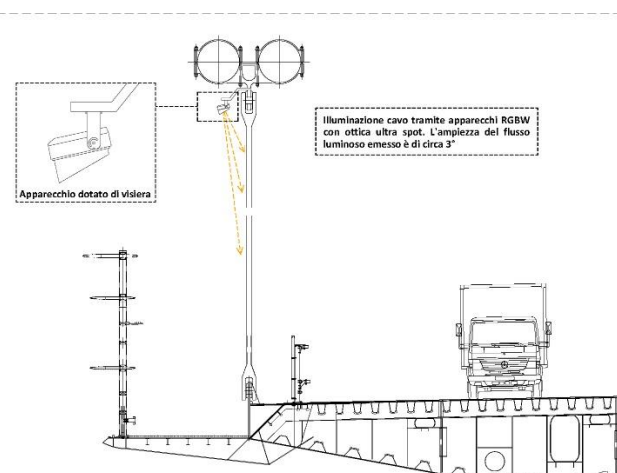 Illuminazione cavo tramite apparecchi RGBW
con ottica ultra spot. L'ampiezza del flusso
luminoso emesso è di circa 3°
Apparecchio dotato di visiera